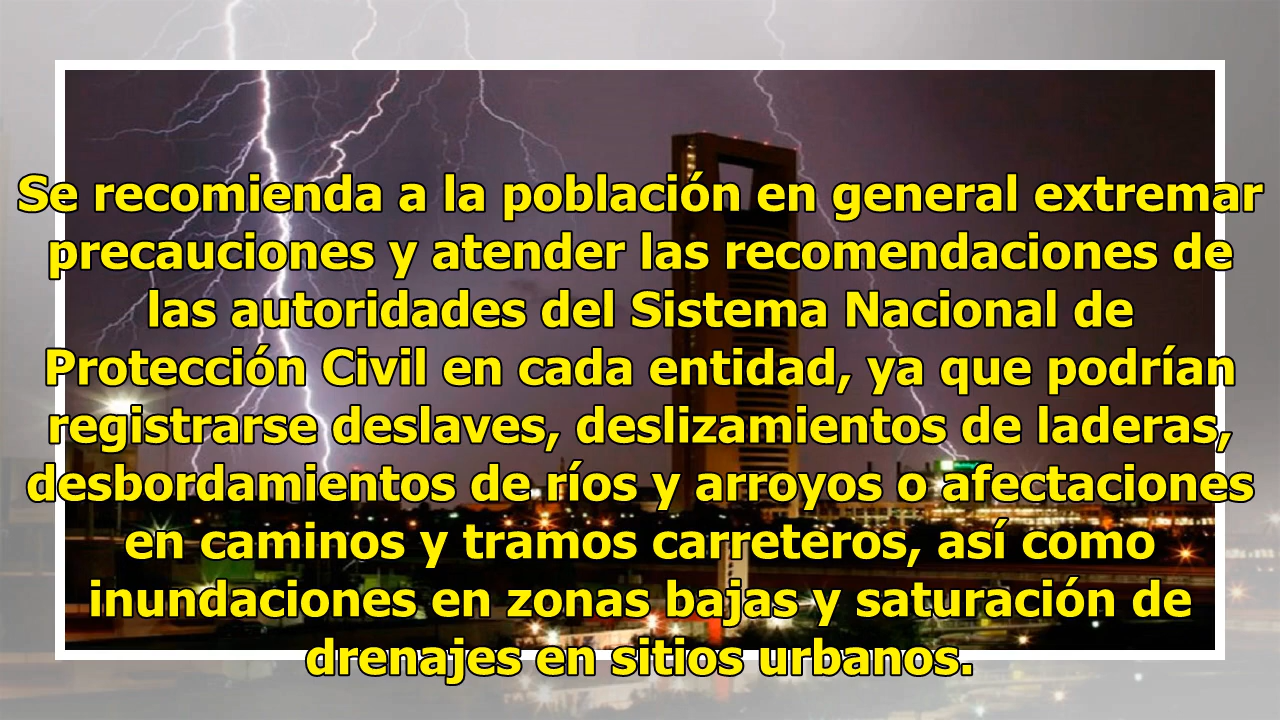 Se recomienda a la población en general extremar
precauciones y atender las recomendaciones de
las autoridades del Sistema Nacional de
Protección Civil en cada entidad, ya que podrían
registrarse deslaves, deslizamientos de laderas,
desbordamientos de ríos y arroyos o afectaciones
en caminos y tramos carreteros, así como
inundaciones en zonas bajas y saturación de
drenajes en sitios urbanos.